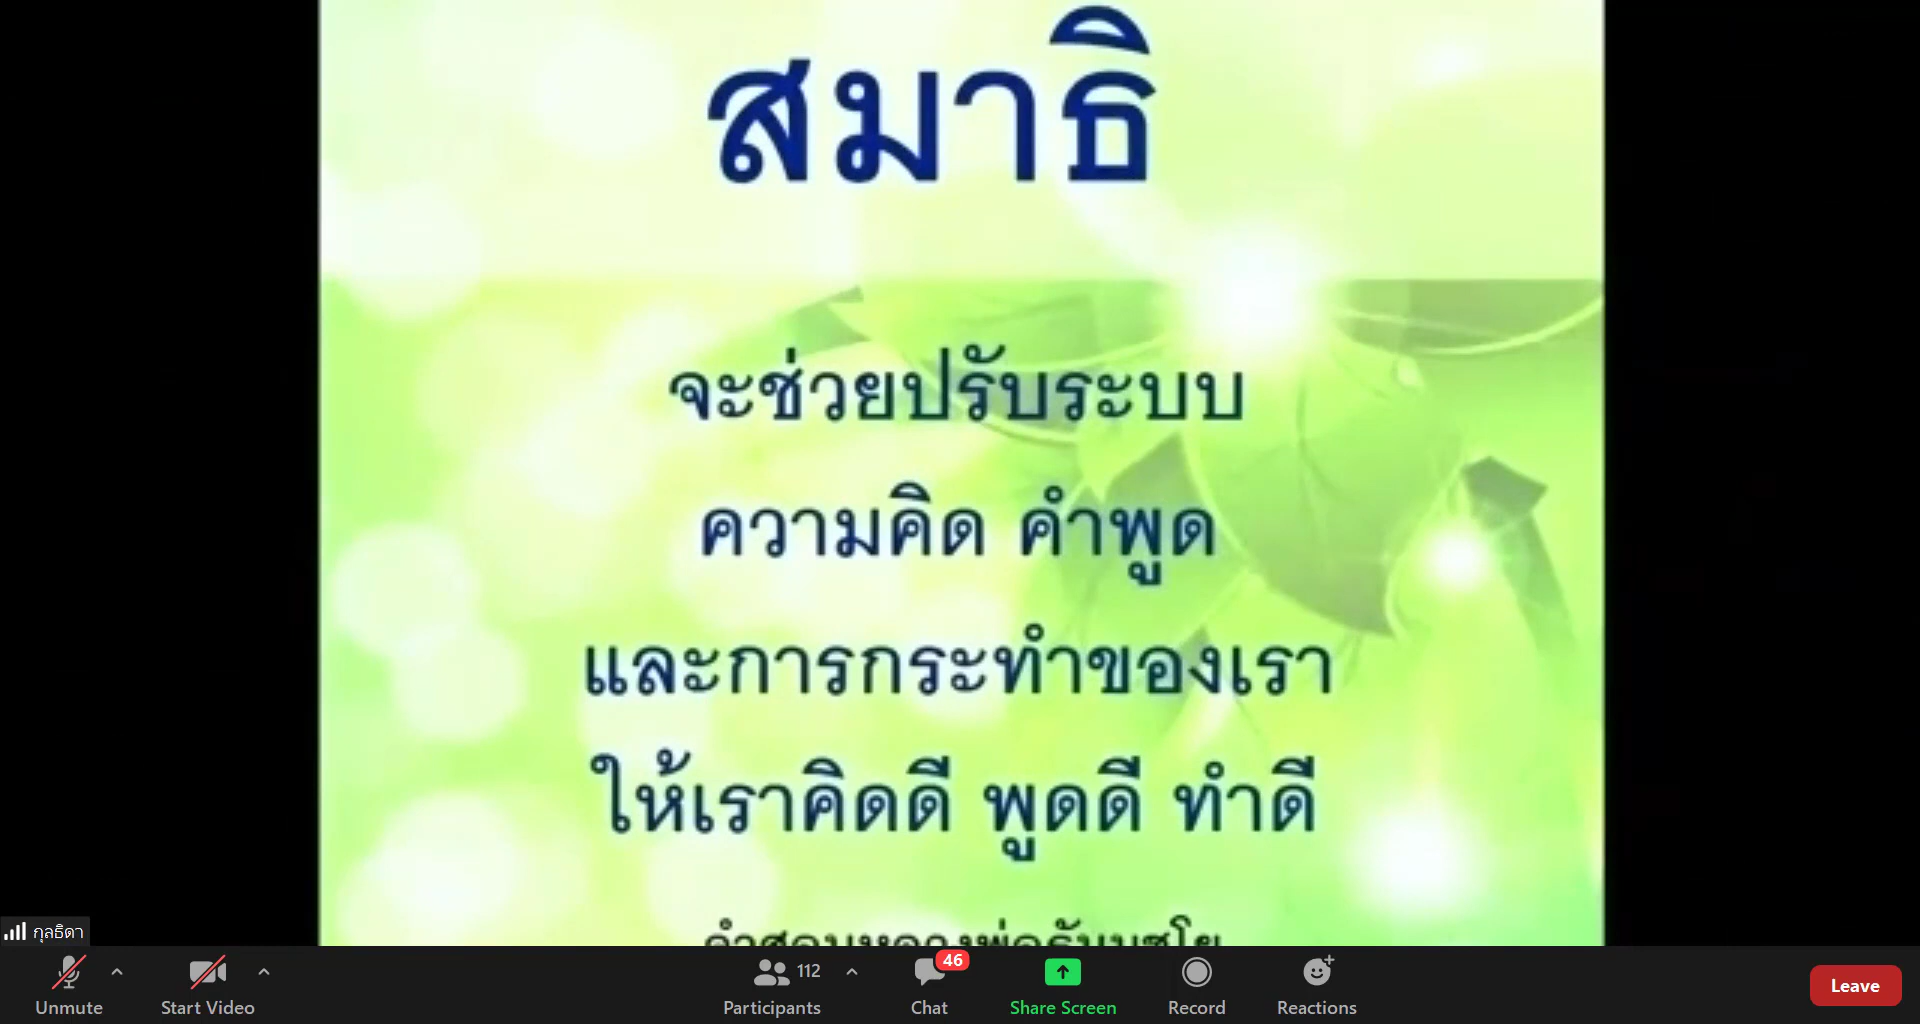 สมาธิ
จะช่วยปรับระบบ
ความคิด คำพูด
และการกระทำของเรา
ให้เราคิดดี พูดดี ทำดี
กุลธิดา
112
46
Unmute
Start Video
Participants
Chat
Share Screen
Record
Reactions
Leave